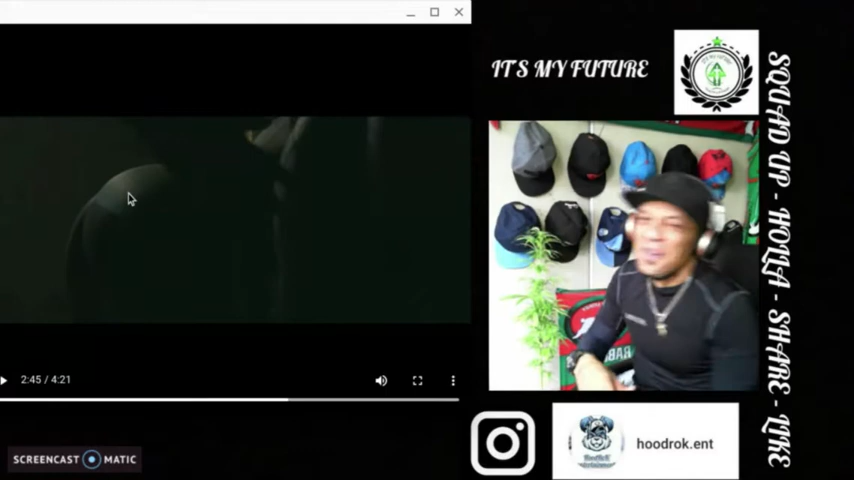 IT'S MY FUTURE
SQUAD UP - HOLLA - SHARE - LIKE
2:45 / 4:21
hoodrok.ent
SCREENCAST MATIC